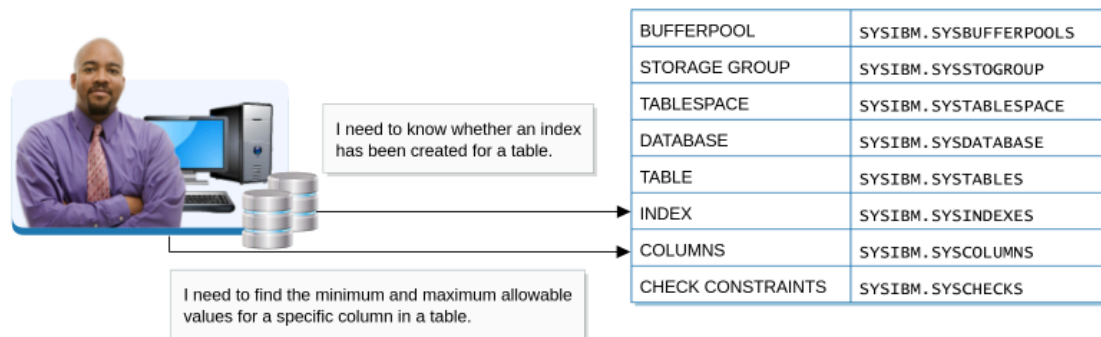 I need to know whether an index
has been created for a table.
I need to find the minimum and maximum allowable
values for a specific column in a table.
BUFFERPOOL SYSIBM.SYSBUFFERPOOLS
STORAGE GROUP SYSIBM.SYSSTOGROUP
TABLESPACE SYSIBM.SYSTABLESPACE
DATABASE SYSIBM.SYSDATABASE
TABLE SYSIBM.SYSTABLES
INDEX SYSIBM.SYSINDEXES
COLUMNS SYSIBM.SYSCOLUMNS
CHECK CONSTRAINTS SYSIBM.SYSCHECKS